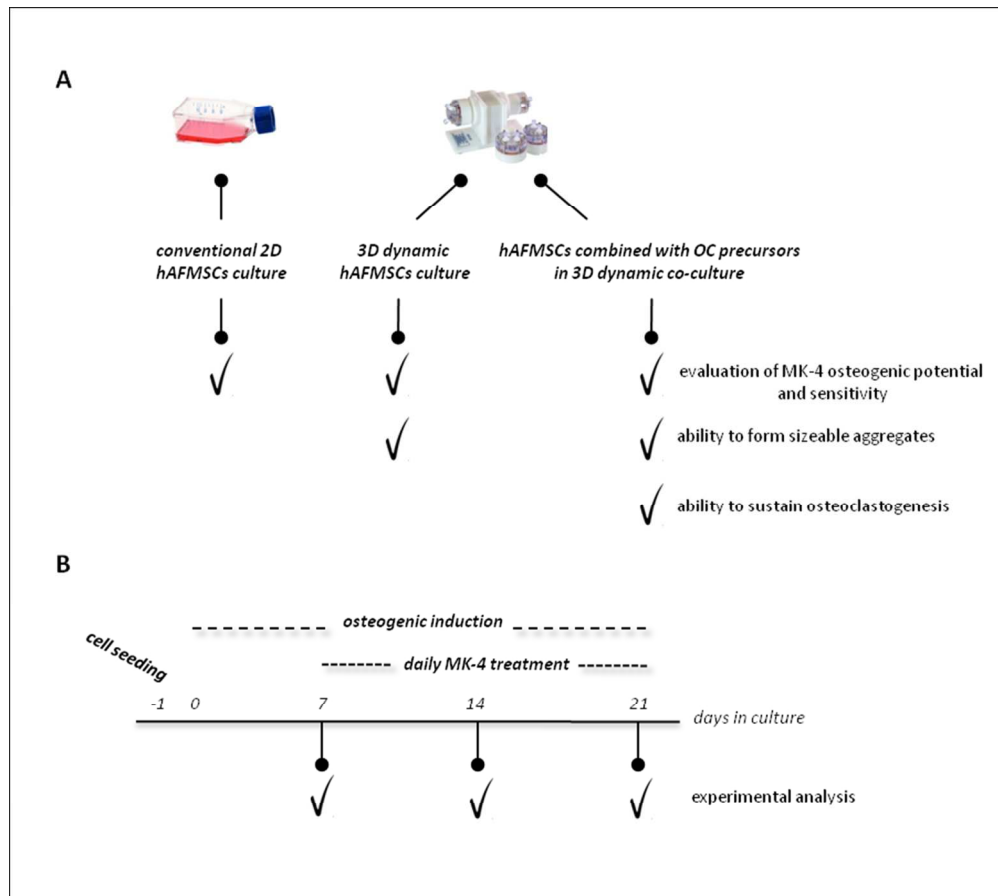 A
conventional 2D
hAFMSCs culture
3D dynamic
hAFMSCs culture
hAFMSCs combined with OC precursors
in 3D dynamic co-culture
evaluation of MK-4 osteogenic potential
and sensitivity
ability to form sizeable aggregates
ability to sustain osteoclastogenesis
B
osteogenic induction
cell seeding
daily MK-4 treatment
-1 0 7 14 21
days in culture
experimental analysis